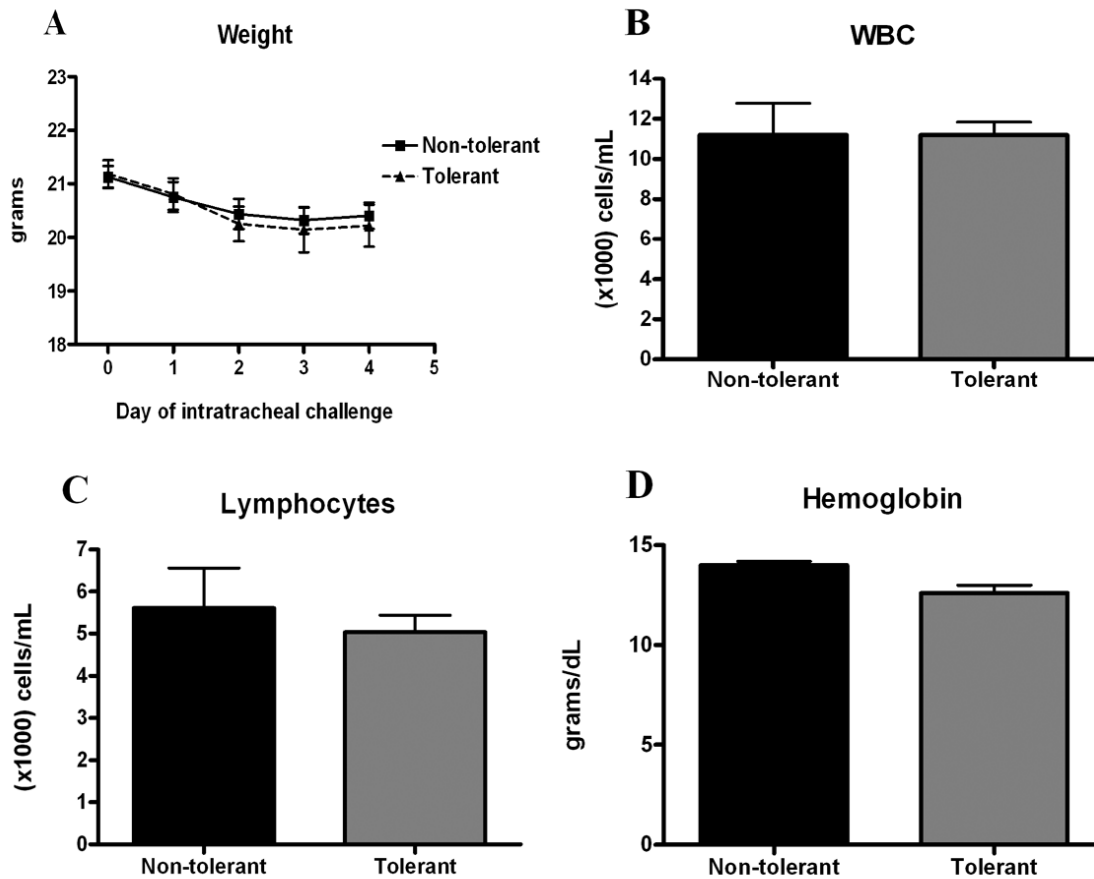 A
Weight
23
22
21
20
19
18
grams
0 1 2 3 4 5
Day of intratracheal challenge
Non-tolerant
Tolerant
B
WBC
14
12
10
8
6
4
2
0
(x1000) cells/mL
Non-tolerant Tolerant
C
Lymphocytes
7
6
5
4
3
2
1
0
(x1000) cells/mL
Non-tolerant Tolerant
D
Hemoglobin
15
10
5
0
grams/dL
Non-tolerant Tolerant